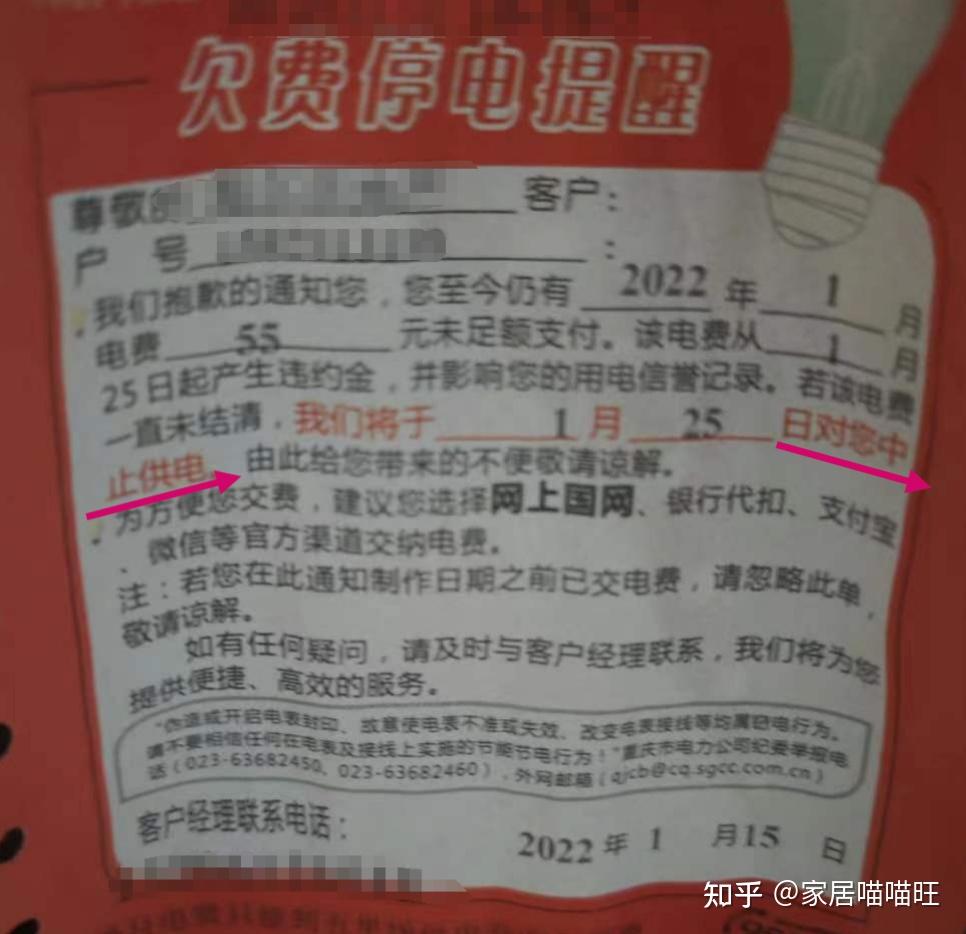 欠费停电提醒
尊敬的 客户：
户 号 ：
我们抱歉的通知您，您至今仍有 2022 年 1 月
电费 55 元未足额支付。该电费从 1 月
25日起产生违约金，并影响您的用电信誉记录。若该电费
一直未结清，我们将于 1 月 25 日对您中
止供电，由此给您带来的不便敬请谅解。
为方便您交费，建议您选择网上国网、银行代扣、支付宝
、微信等官方渠道交纳电费。
注：若您在此通知制作日期之前已交电费，请忽略此单，
敬请谅解。
如有任何疑问，请及时与客户经理联系，我们将为您
提供便捷、高效的服务。
"伪造或开启电表封印、故意使电表不准或失效、改变电表接线等均属窃电行为。
请不要相信任何在电表及接线上实施的节能节电行为！"重庆市电力公司纪委举报电
话（023-63682450、023-63682460），外网邮箱（qjcb@cq.sgcc.com.cn）
客户经理联系电话：
2022 年 1 月15 日
知乎 @家居喵喵旺